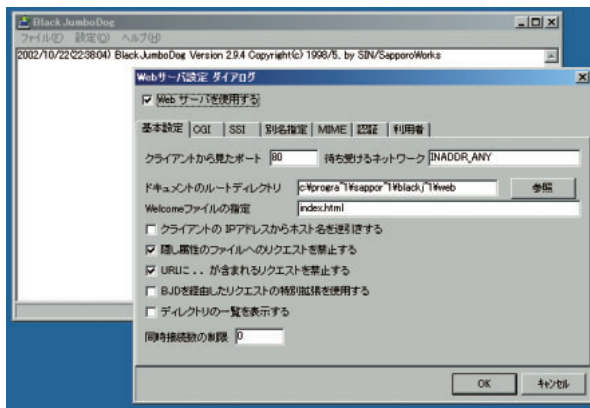 Black JumboDog
ファイル(F) 設定(O) ヘルプ(H)
2002/10/22(22:38:04) Black JumboDog Version 2.9.4 Copyright(c) 1998/5, by SIN/SapporoWorks
Webサーバ設定 ダイアログ
Web サーバを使用する
基本設定 CGI SSI 別名指定 MIME 認証 利用者
クライアントから見たポート 80 待ち受けるネットワーク INADDR_ANY
ドキュメントのルートディレクトリ c:¥progra~1¥sappor~1¥blackj~1¥web 参照
Welcomeファイルの指定 index.html
クライアントの IPアドレスからホスト名を逆引きする
隠し属性のファイルへのリクエストを禁止する
URLに . . が含まれるリクエストを禁止する
BJDを経由したリクエストの特別拡張を使用する
ディレクトリの一覧を表示する
同時接続数の制限 0
OK キャンセル